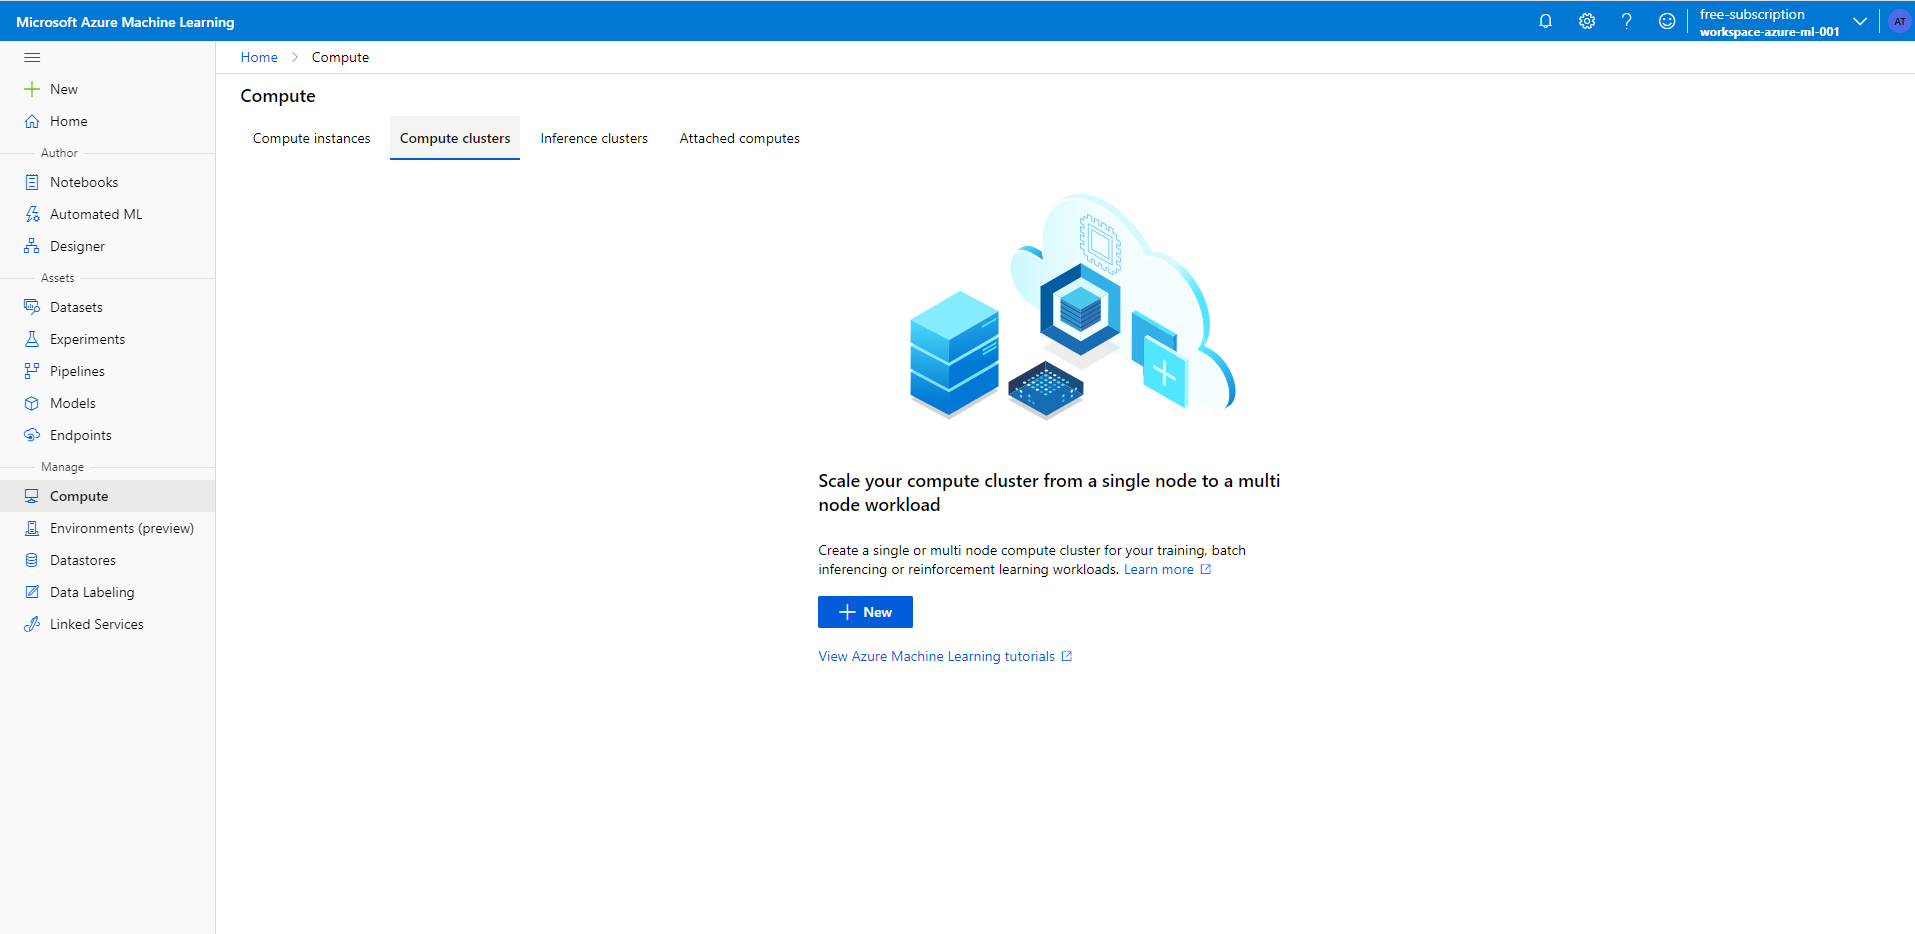 Microsoft Azure Machine Learning
free-subscription
workspace-azure-ml-001
AT
New
Home
Author
Notebooks
Automated ML
Designer
Assets
Datasets
Experiments
Pipelines
Models
Endpoints
Manage
Compute
Environments (preview)
Datastores
Data Labeling
Linked Services
Home > Compute
Compute
Compute instances
Compute clusters
Inference clusters
Attached computes
Scale your compute cluster from a single node to a multi
node workload
Create a single or multi node compute cluster for your training, batch
inferencing or reinforcement learning workloads. Learn more
New
View Azure Machine Learning tutorials